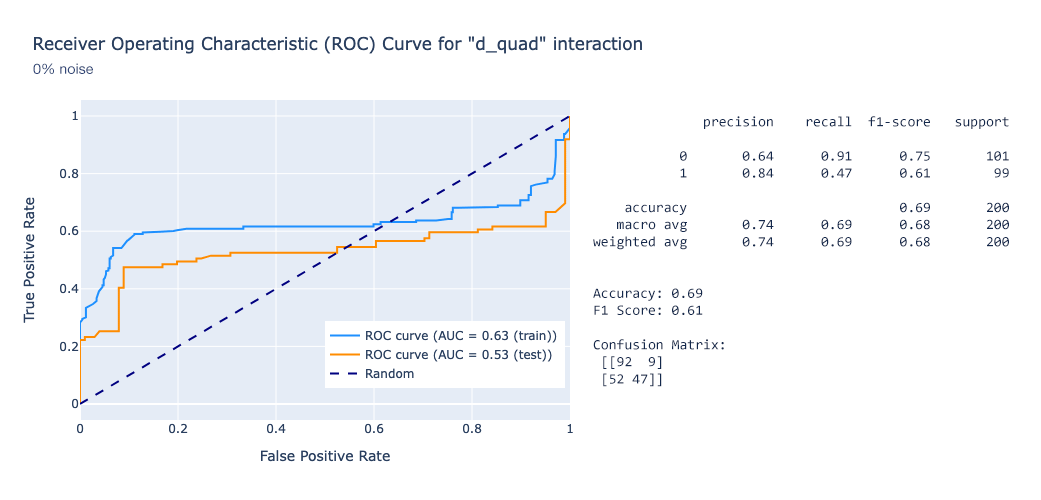 Receiver Operating Characteristic (ROC) Curve for "d_quad" interaction
0% noise
True Positive Rate
1
0.8
0.6
0.4
0.2
0
0 0.2 0.4 0.6 0.8 1
False Positive Rate
ROC curve (AUC = 0.63 (train))
ROC curve (AUC = 0.53 (test))
Random
precision recall f1-score support
0 0.64 0.91 0.75 101
1 0.84 0.47 0.61 99
accuracy 0.69 200
macro avg 0.74 0.69 0.68 200
weighted avg 0.74 0.69 0.68 200
Accuracy: 0.69
F1 Score: 0.61
Confusion Matrix:
[[92 9]
[52 47]]